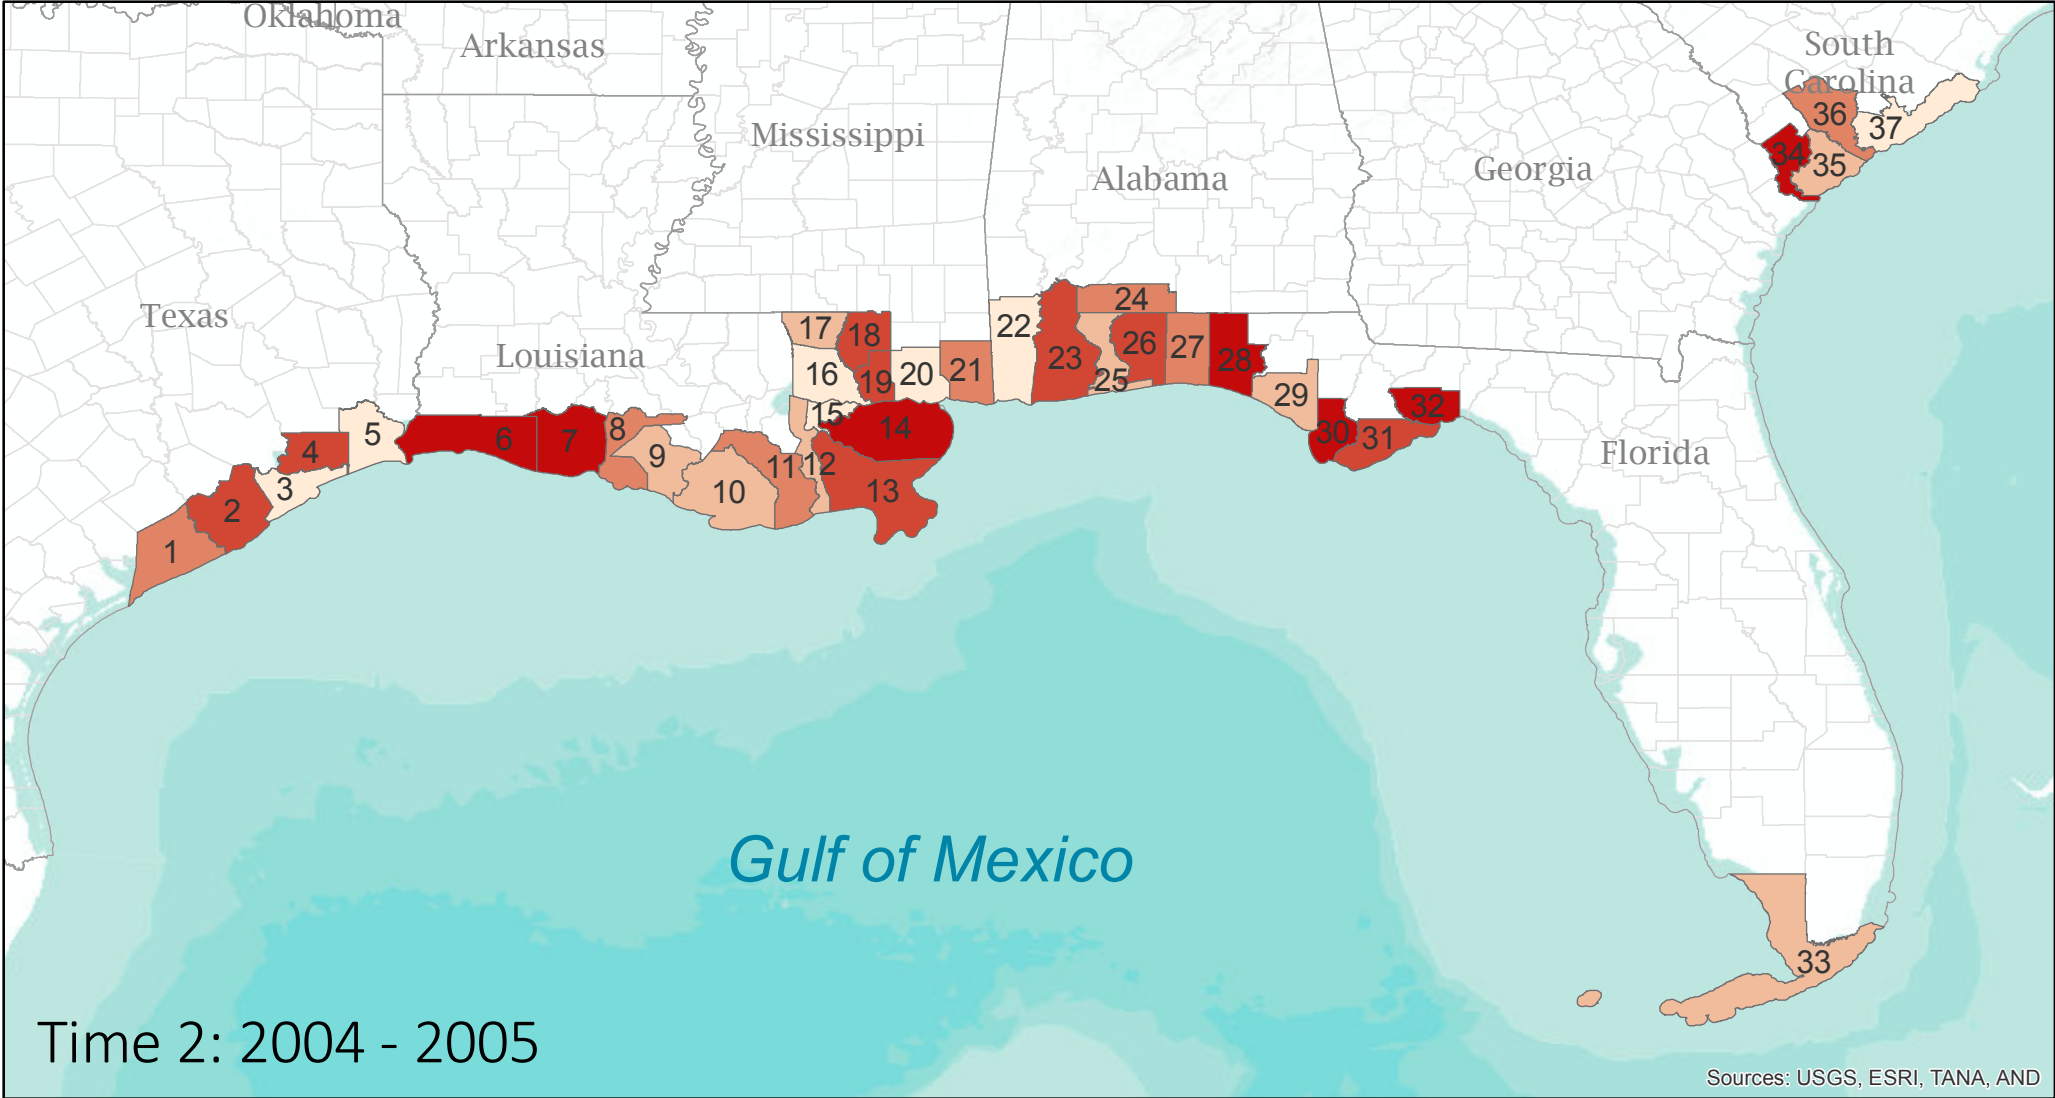 Oklahoma
Arkansas
South
Carolina
Mississippi
Alabama
Georgia
Texas
Louisiana
Florida
36
37
34
35
24
17
18
22
26
27
23
28
16
19
20
21
25
29
15
5
4
6
7
8
9
14
30
31
32
12
11
10
13
3
2
1
33
Gulf of Mexico
Time 2: 2004 - 2005
Sources: USGS, ESRI, TANA, AND